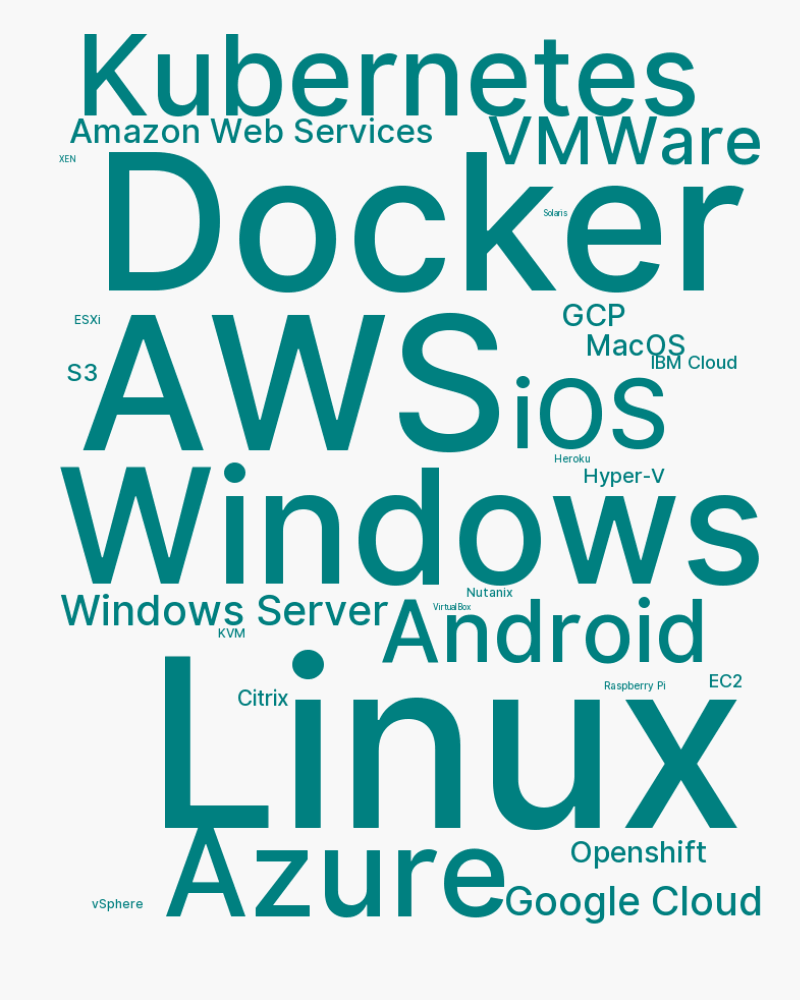 Kubernetes
Amazon Web Services
VMWare
XEN
Docker
Solaris
ESXi
GCP
MacOS
IBM Cloud
S3
AWS
iOS
Heroku
Hyper-V
Windows
Nutanix
Windows Server
VirtualBox
Android
KVM
Raspberry Pi
EC2
Citrix
Linux
Azure
Openshift
vSphere
Google Cloud